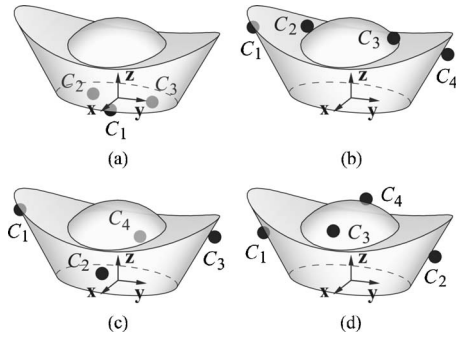 C2 z C3
x y
C1
(a)
C1 C2 C3
C4
z
x y
(b)
C1 C4 C3
C2 z
x y
(c)
C4
C1 C3
C2
z
x y
(d)